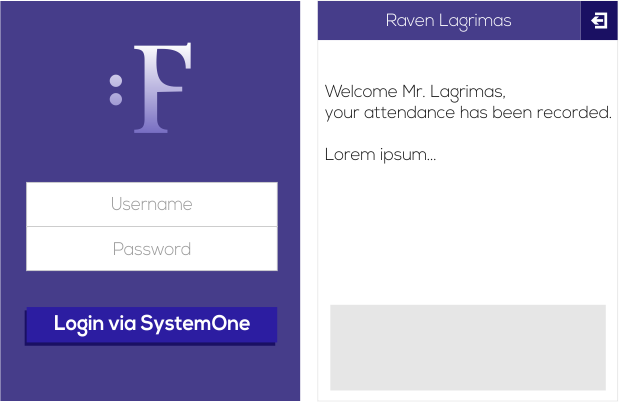 :F
Username
Password
Login via SystemOne
Raven Lagrimas
Welcome Mr. Lagrimas,
your attendance has been recorded.
Lorem ipsum...